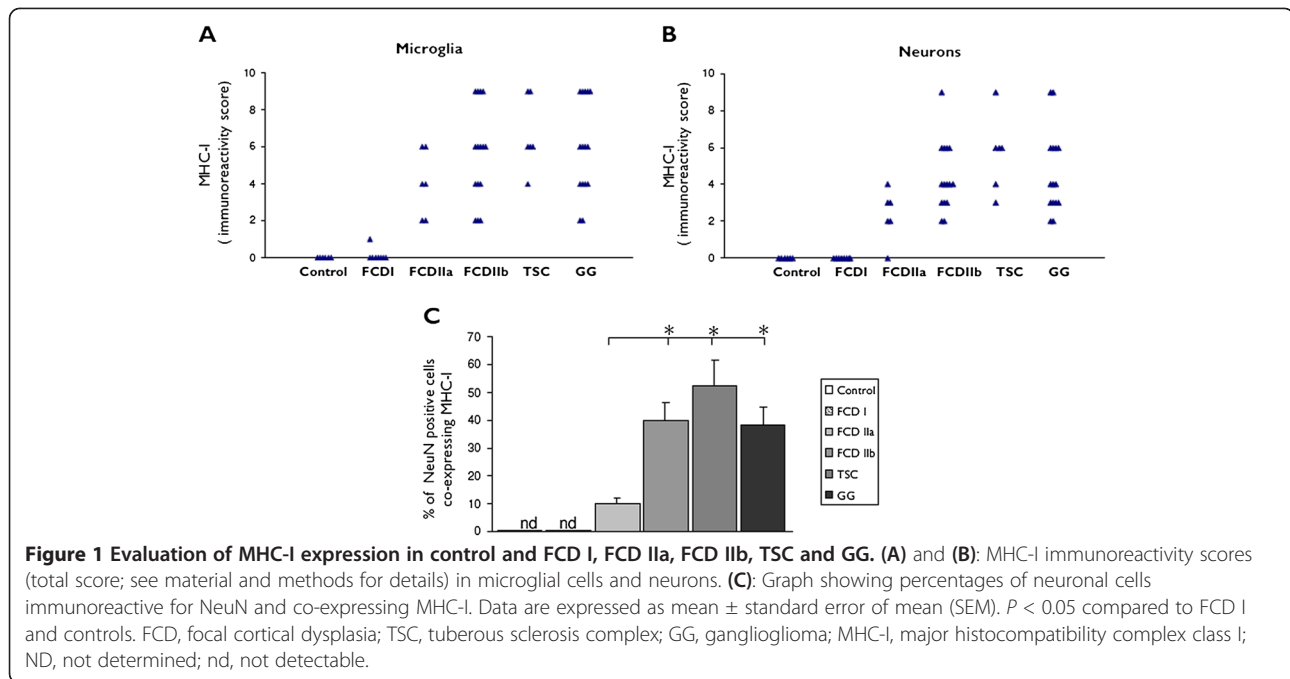 A
Microglia
MHC-I
( immunoreactivity score)
10
8
6
4
2
0
Control FCDI FCDIIa FCDIIb TSC GG
B
Neurons
MHC-I
( immunoreactivity score)
10
8
6
4
2
0
Control FCDI FCDIIa FCDIIb TSC GG
C
% of NeuN positive cells
co-expressing MHC-I
70
60
50
40
30
20
10
0
* * *
nd nd
Control
FCD I
FCD IIa
FCD IIb
TSC
GG
Figure 1 Evaluation of MHC-I expression in control and FCD I, FCD IIa, FCD IIb, TSC and GG. (A) and (B): MHC-I immunoreactivity scores
(total score; see material and methods for details) in microglial cells and neurons. (C): Graph showing percentages of neuronal cells
immunoreactive for NeuN and co-expressing MHC-I. Data are expressed as mean ± standard error of mean (SEM). P < 0.05 compared to FCD I
and controls. FCD, focal cortical dysplasia; TSC, tuberous sclerosis complex; GG, ganglioglioma; MHC-I, major histocompatibility complex class I;
ND, not determined; nd, not detectable.